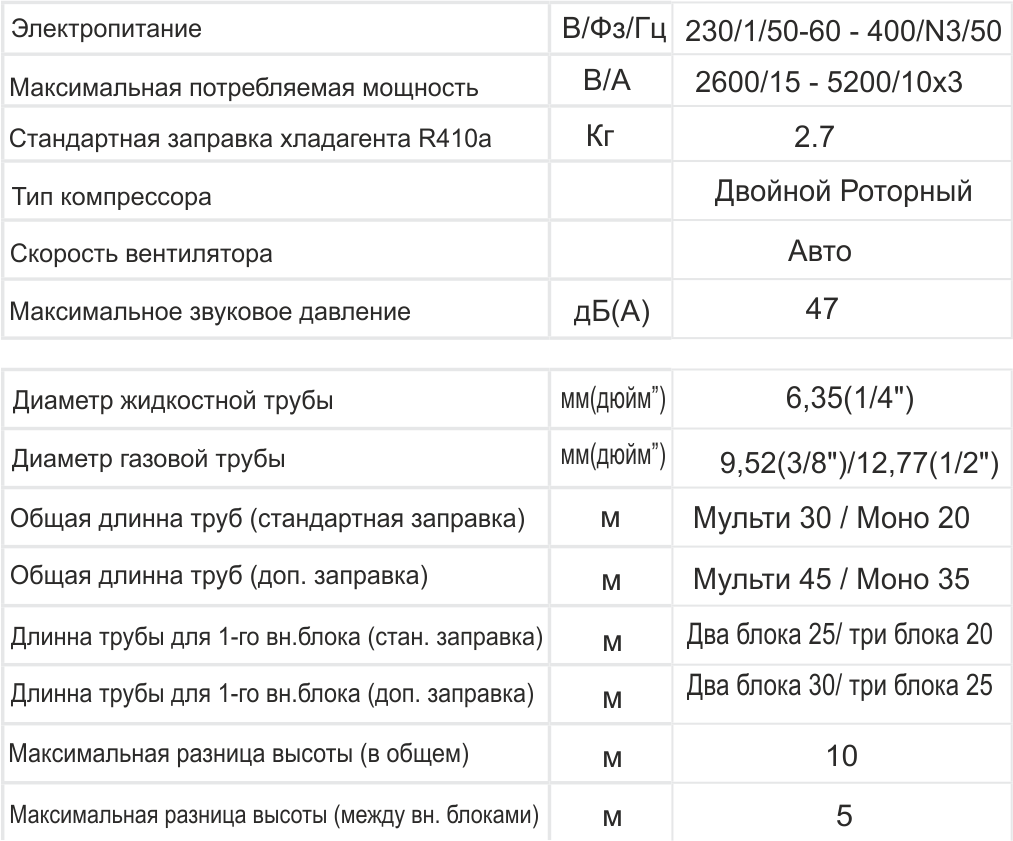 Электропитание В/Фз/Гц 230/1/50-60 - 400/N3/50
Максимальная потребляемая мощность В/А 2600/15 - 5200/10x3
Стандартная заправка хладагента R410a Кг 2.7
Тип компрессора Двойной Роторный
Скорость вентилятора Авто
Максимальное звуковое давление дБ(А) 47
Диаметр жидкостной трубы мм(дюйм”) 6,35(1/4")
Диаметр газовой трубы мм(дюйм”) 9,52(3/8")/12,77(1/2")
Общая длинна труб (стандартная заправка) м Мульти 30 / Моно 20
Общая длинна труб (доп. заправка) м Мульти 45 / Моно 35
Длинна трубы для 1-го вн.блока (стан. заправка) м Два блока 25/ три блока 20
Длинна трубы для 1-го вн.блока (доп. заправка) м Два блока 30/ три блока 25
Максимальная разница высоты (в общем) м 10
Максимальная разница высоты (между вн. блоками) м 5